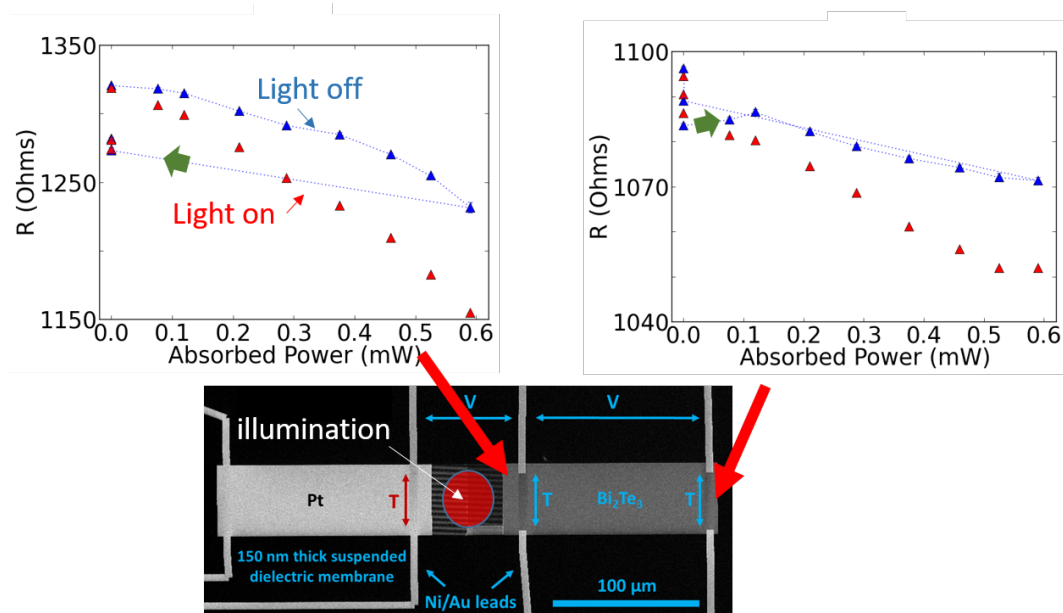 1350
1250
1150
R (Ohms)
Light off
Light on
0.0 0.1 0.2 0.3 0.4 0.5 0.6
Absorbed Power (mW)
1100
1070
1040
R (Ohms)
0.0 0.1 0.2 0.3 0.4 0.5 0.6
Absorbed Power (mW)
V
V
illumination
Pt
T
T
Bi₂Te₃
T
150 nm thick suspended
dielectric membrane
Ni/Au leads
100 µm